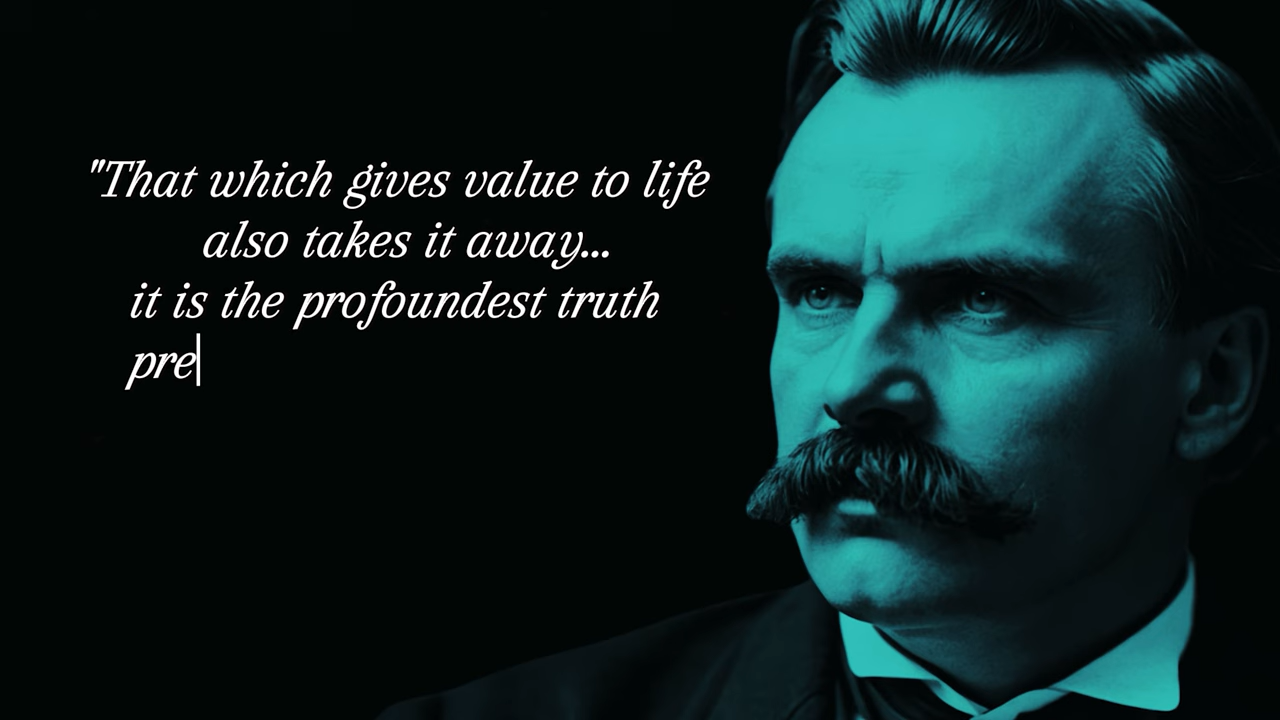 "That which gives value to life
also takes it away...
it is the profoundest truth
pre